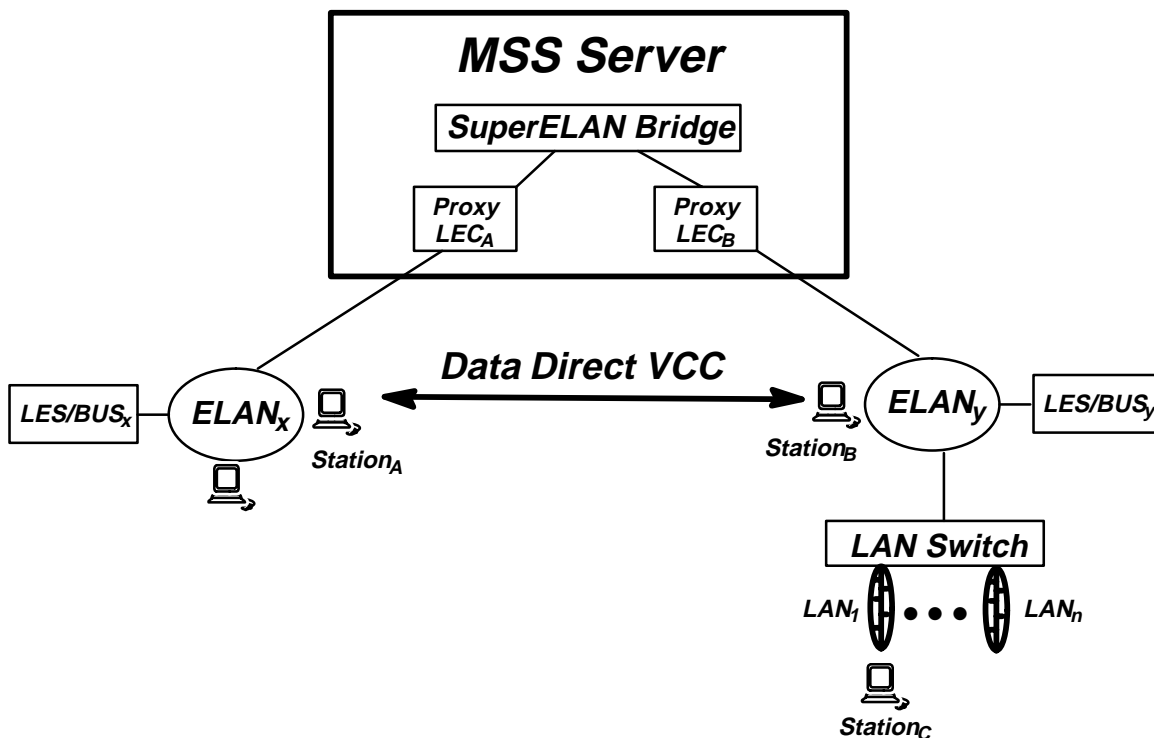 MSS Server
SuperELAN Bridge
Proxy
LECA
Proxy
LECB
Data Direct VCC
LES/BUSx
ELANx
StationA
StationB
ELANy
LES/BUSy
LAN Switch
LAN1
LANn
StationC